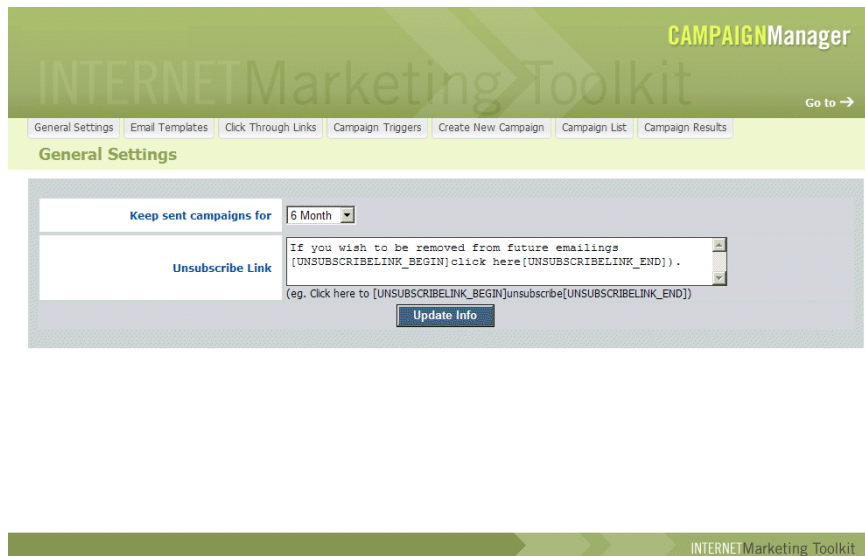 CAMPAIGNManager
INTERNETMarketing Toolkit
Go to →
General Settings Email Templates Click Through Links Campaign Triggers Create New Campaign Campaign List Campaign Results
General Settings
Keep sent campaigns for 6 Month
Unsubscribe Link
If you wish to be removed from future emailings
[UNSUBSCRIBELINK_BEGIN]click here[UNSUBSCRIBELINK_END]).
(eg. Click here to [UNSUBSCRIBELINK_BEGIN]unsubscribe[UNSUBSCRIBELINK_END])
Update Info
INTERNETMarketing Toolkit